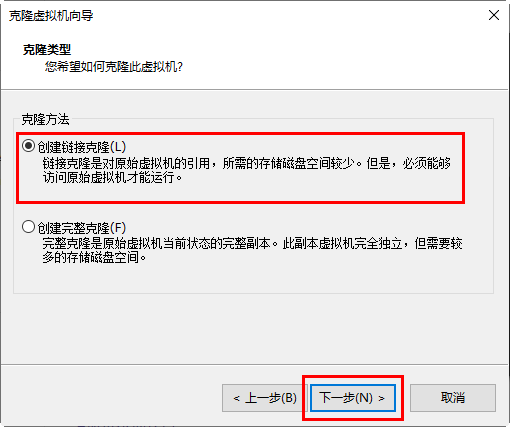 克隆虚拟机向导
克隆类型
您希望如何克隆此虚拟机?
克隆方法
创建链接克隆(L)
链接克隆是对原始虚拟机的引用，所需的存储磁盘空间较少。但是，必须能够
访问原始虚拟机才能运行。
创建完整克隆(F)
完整克隆是原始虚拟机当前状态的完整副本。此副本虚拟机完全独立，但需要较
多的存储磁盘空间。
< 上一步(B) 下一步(N) > 取消